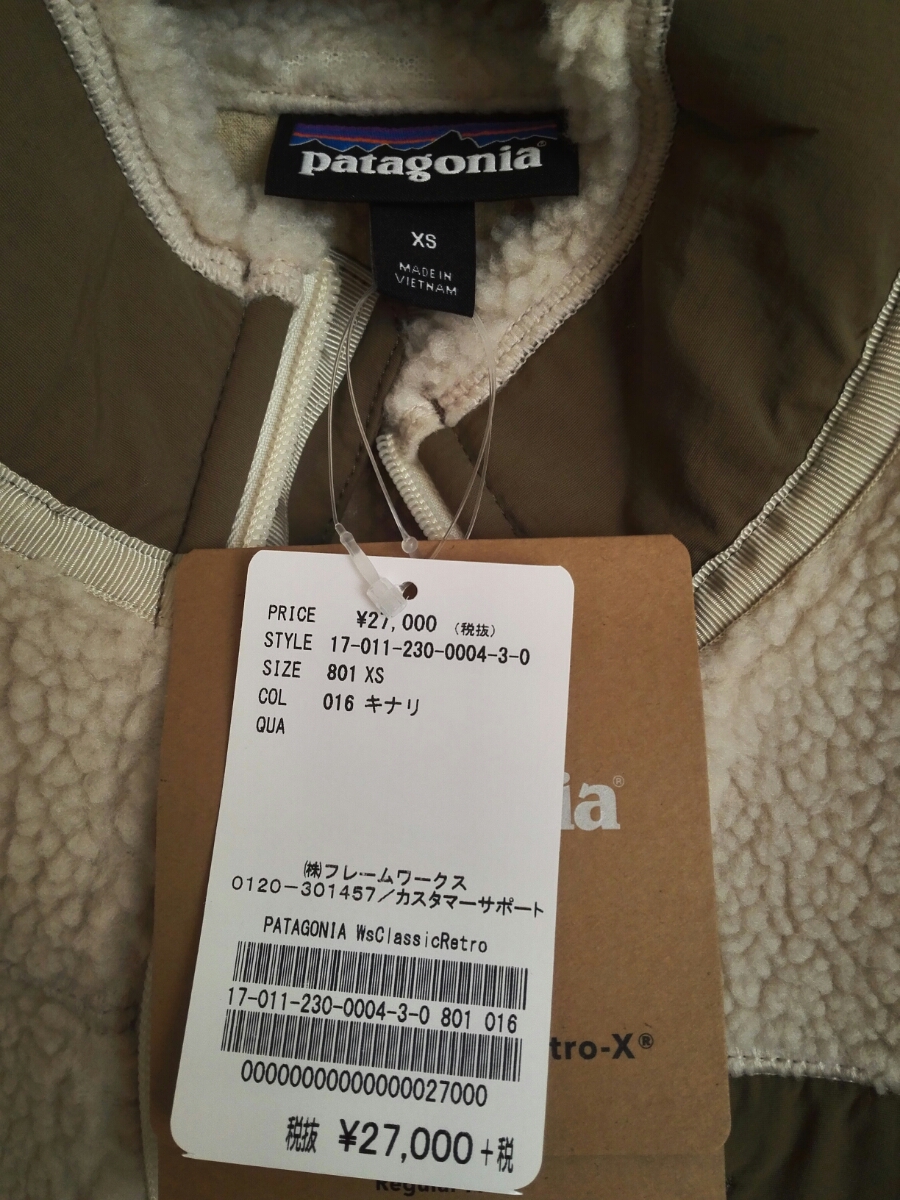 patagonia®
XS
MADE IN
VIETNAM
PRICE ¥27,000 (税抜)
STYLE 17-011-230-0004-3-0
SIZE 801 XS
COL 016 キナリ
QUA
ia®
㈱フレームワークス
0120-301457/カスタマーサポート
PATAGONIA WsClassicRetro
17-011-230-0004-3-0 801 016
tro-X®
00000000000000027000
税抜 ¥27,000+税